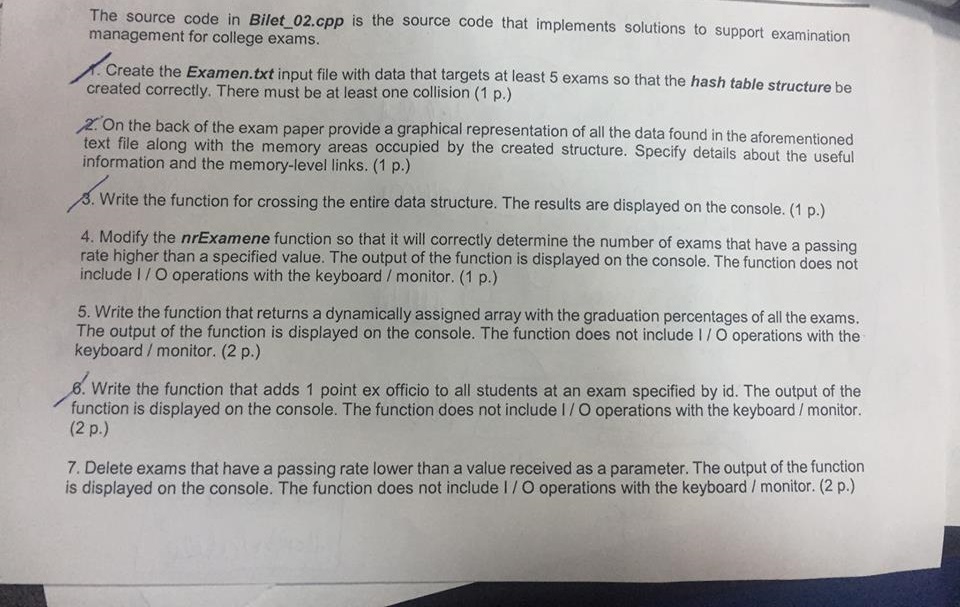 The source code in Bilet_02.cpp is the source code that implements solutions to support examination
management for college exams.
1. Create the Examen.txt input file with data that targets at least 5 exams so that the hash table structure be
created correctly. There must be at least one collision (1 p.)
2. On the back of the exam paper provide a graphical representation of all the data found in the aforementioned
text file along with the memory areas occupied by the created structure. Specify details about the useful
information and the memory-level links. (1 p.)
3. Write the function for crossing the entire data structure. The results are displayed on the console. (1 p.)
4. Modify the nrExamene function so that it will correctly determine the number of exams that have a passing
rate higher than a specified value. The output of the function is displayed on the console. The function does not
include I / O operations with the keyboard / monitor. (1 p.)
5. Write the function that returns a dynamically assigned array with the graduation percentages of all the exams.
The output of the function is displayed on the console. The function does not include I / O operations with the
keyboard / monitor. (2 p.)
6. Write the function that adds 1 point ex officio to all students at an exam specified by id. The output of the
function is displayed on the console. The function does not include I / O operations with the keyboard / monitor.
(2 p.)
7. Delete exams that have a passing rate lower than a value received as a parameter. The output of the function
is displayed on the console. The function does not include I / O operations with the keyboard / monitor. (2 p.)